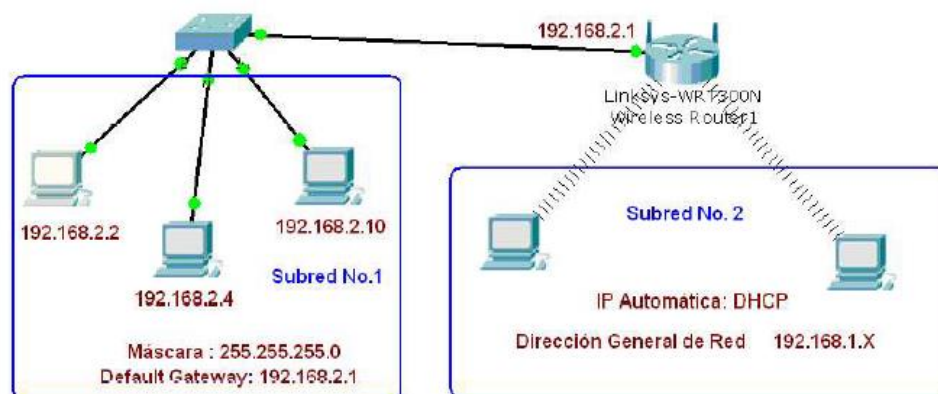 192.168.2.1
Linksys-WRT300N
Wireless Router1
192.168.2.2
192.168.2.10
192.168.2.4
Subred No.1
Máscara : 255.255.255.0
Default Gateway: 192.168.2.1
Subred No. 2
IP Automática: DHCP
Dirección General de Red 192.168.1.X